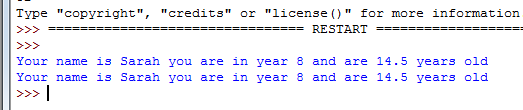 Type "copyright", "credits" or "license()" for more information
>>> ================================ RESTART ==================
>>>
Your name is Sarah you are in year 8 and are 14.5 years old
Your name is Sarah you are in year 8 and are 14.5 years old
>>>